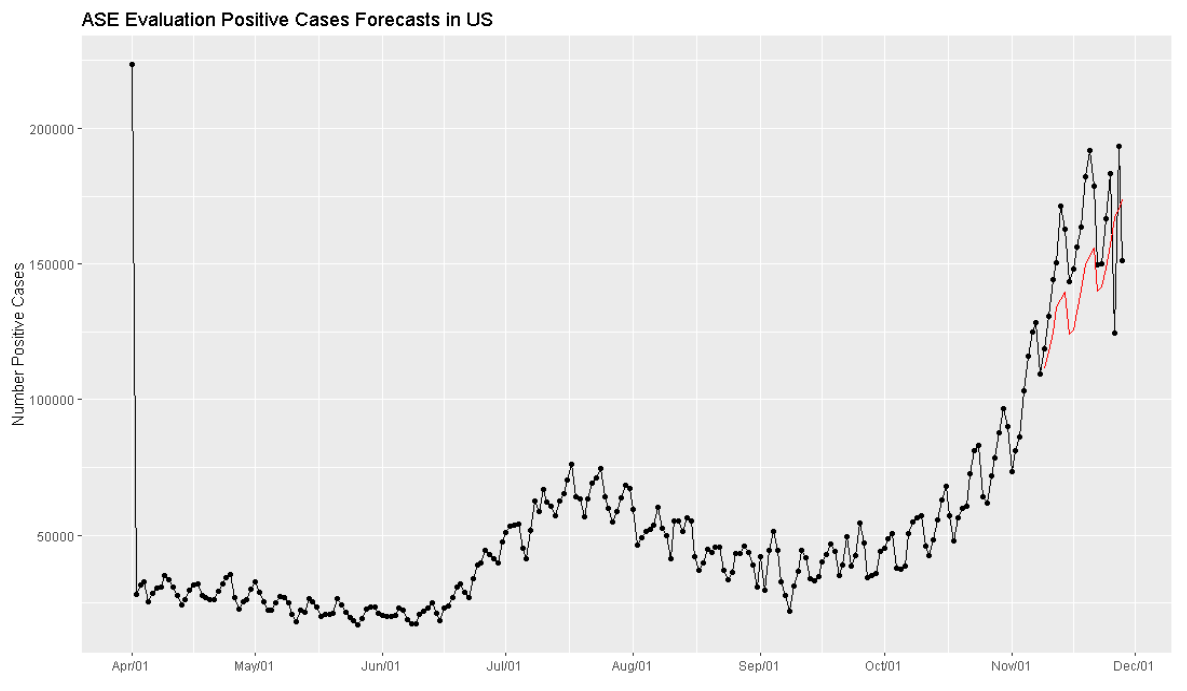 ASE Evaluation Positive Cases Forecasts in US
Number Positive Cases
200000
150000
100000
50000
Apr/01 May/01 Jun/01 Jul/01 Aug/01 Sep/01 Oct/01 Nov/01 Dec/01